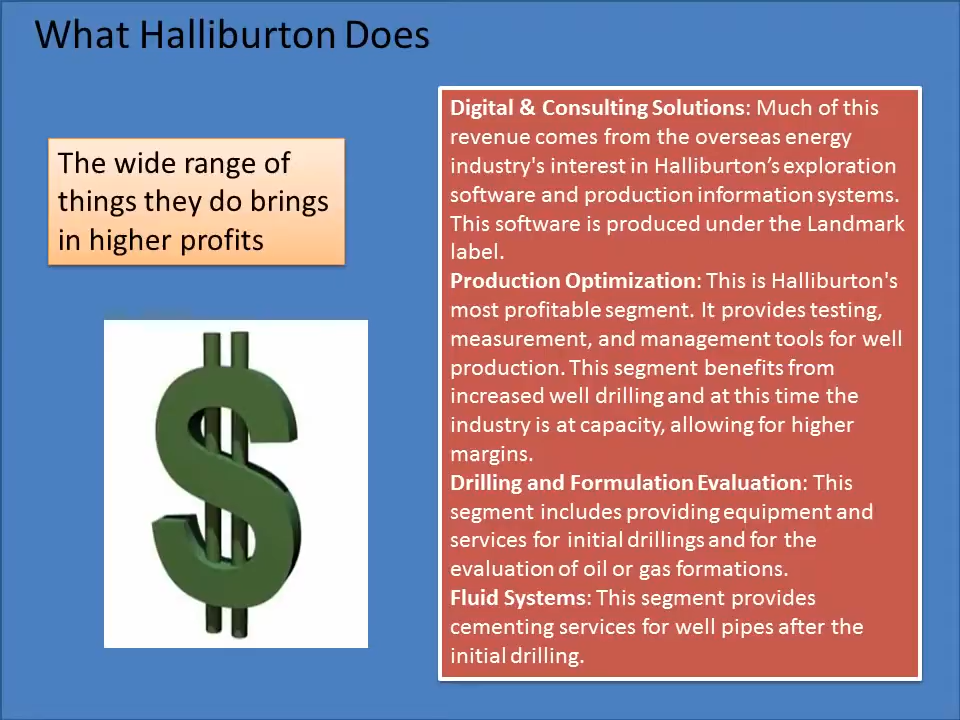 What Halliburton Does
The wide range of
things they do brings
in higher profits
Digital & Consulting Solutions: Much of this
revenue comes from the overseas energy
industry's interest in Halliburton’s exploration
software and production information systems.
This software is produced under the Landmark
label.
Production Optimization: This is Halliburton's
most profitable segment. It provides testing,
measurement, and management tools for well
production. This segment benefits from
increased well drilling and at this time the
industry is at capacity, allowing for higher
margins.
Drilling and Formulation Evaluation: This
segment includes providing equipment and
services for initial drillings and for the
evaluation of oil or gas formations.
Fluid Systems: This segment provides
cementing services for well pipes after the
initial drilling.